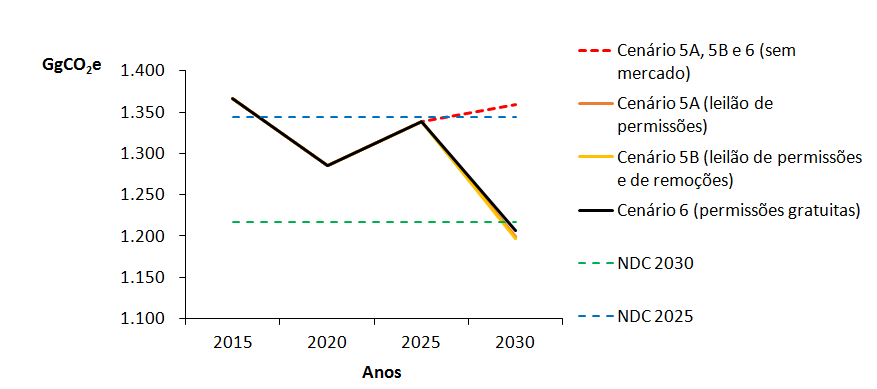 GgCO₂e
1.400
1.350
1.300
1.250
1.200
1.150
1.100
2015
2020
2025
2030
Anos
Cenário 5A, 5B e 6 (sem
mercado)
Cenário 5A (leilão de
permissões)
Cenário 5B (leilão de permissões
e de remoções)
Cenário 6 (permissões gratuitas)
NDC 2030
NDC 2025